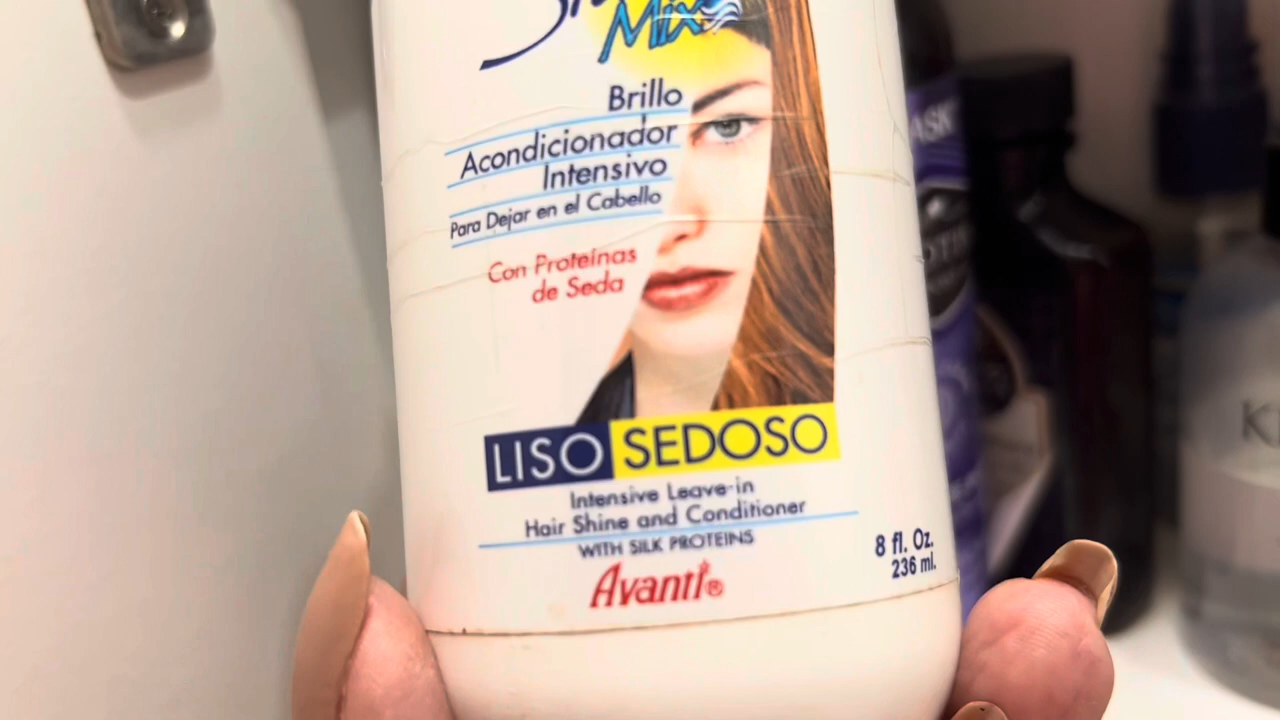 Mix
Brillo
Acondicionador
Intensivo
Para Dejar en el Cabello
Con Proteínas
de Seda
LISO SEDOSO
Intensive Leave-in
Hair Shine and Conditioner
WITH SILK PROTEINS
Avanti®
8 fl. Oz.
236 ml.